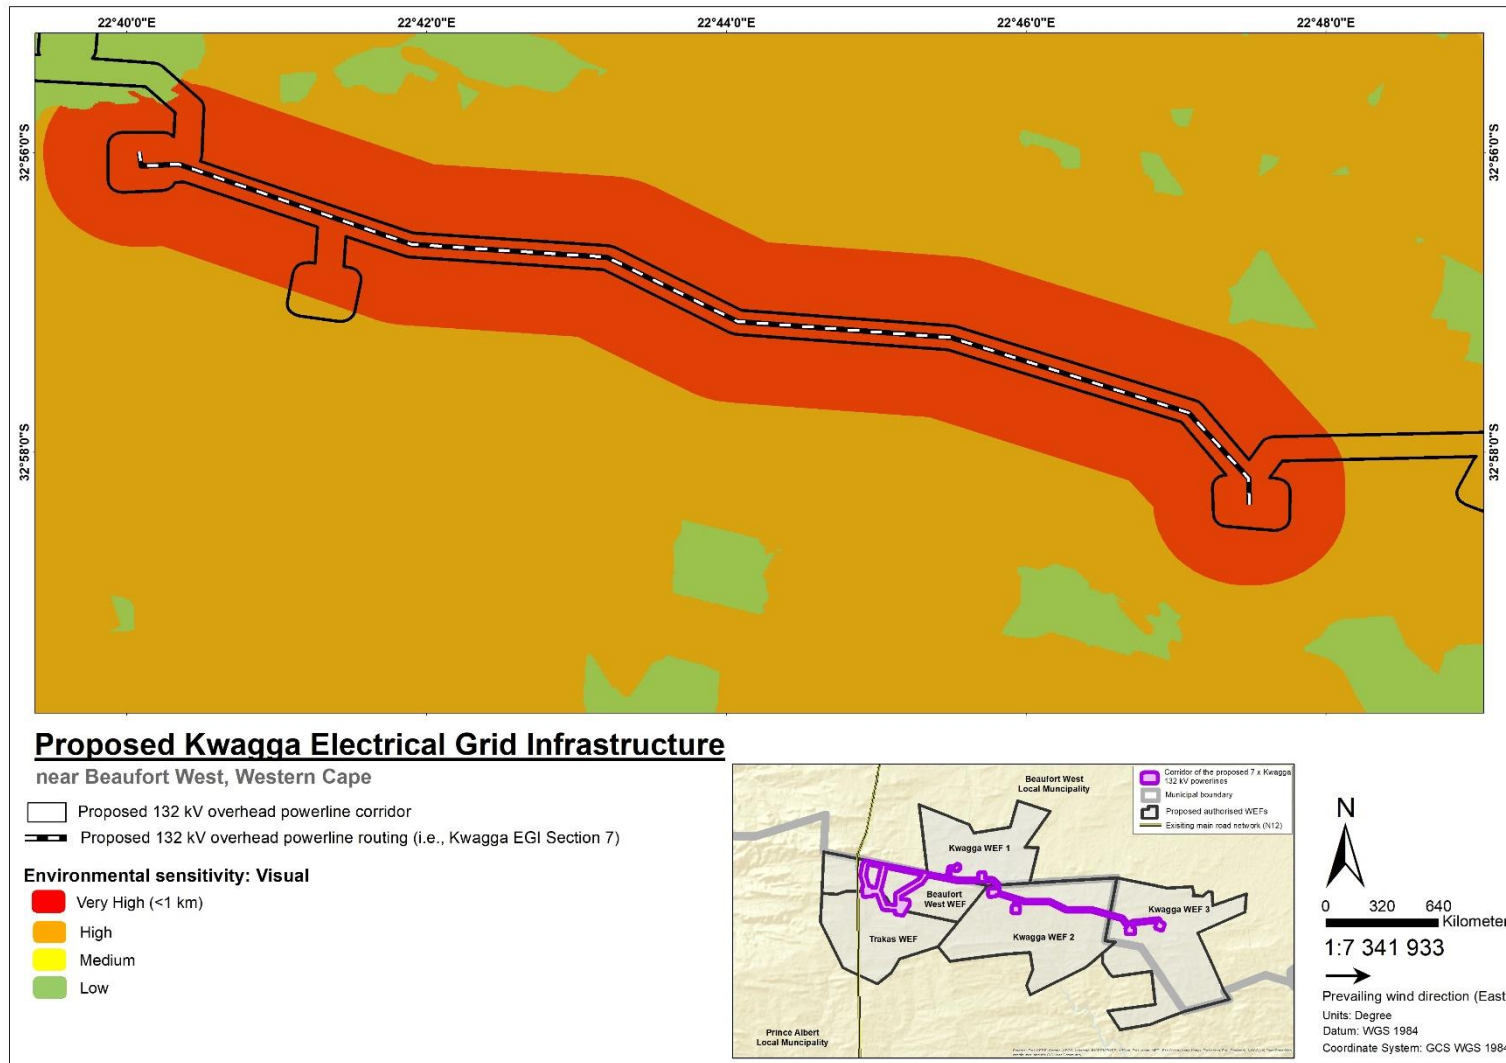 22°40'0"E 22°42'0"E 22°44'0"E 22°46'0"E 22°48'0"E
32°56'0"S 32°56'0"S
32°58'0"S 32°58'0"S
Proposed Kwagga Electrical Grid Infrastructure
near Beaufort West, Western Cape
Proposed 132 kV overhead powerline corridor
Proposed 132 kV overhead powerline routing (i.e., Kwagga EGI Section 7)
Environmental sensitivity: Visual
Very High (<1 km)
High
Medium
Low
Beaufort West
Local Muncipality
Corridor of the proposed 7 x Kwagga
132 kV powerlines
Municipal boundary
Proposed authorised WEFs
Exisiting main road network (N12)
Kwagga WEF 1
Beaufort
West WEF
Kwagga WEF 3
Trakas WEF
Kwagga WEF 2
Prince Albert
Local Muncipality
N
0 320 640
Kilometer
1:7 341 933
Prevailing wind direction (East
Units: Degree
Datum: WGS 1984
Coordinate System: GCS WGS 1984